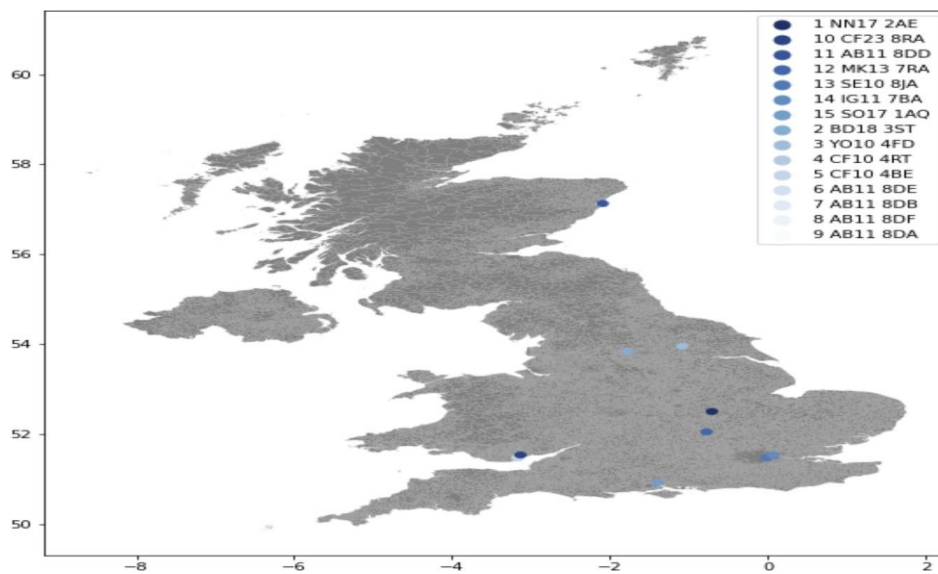 1 NN17 2AE
10 CF23 8RA
11 AB11 8DD
12 MK13 7RA
13 SE10 8JA
14 IG11 7BA
15 SO17 1AQ
2 BD18 3ST
3 YO10 4FD
4 CF10 4RT
5 CF10 4BE
6 AB11 8DE
7 AB11 8DB
8 AB11 8DF
9 AB11 8DA
60
58
56
54
52
50
−8
−6
−4
−2
0
2